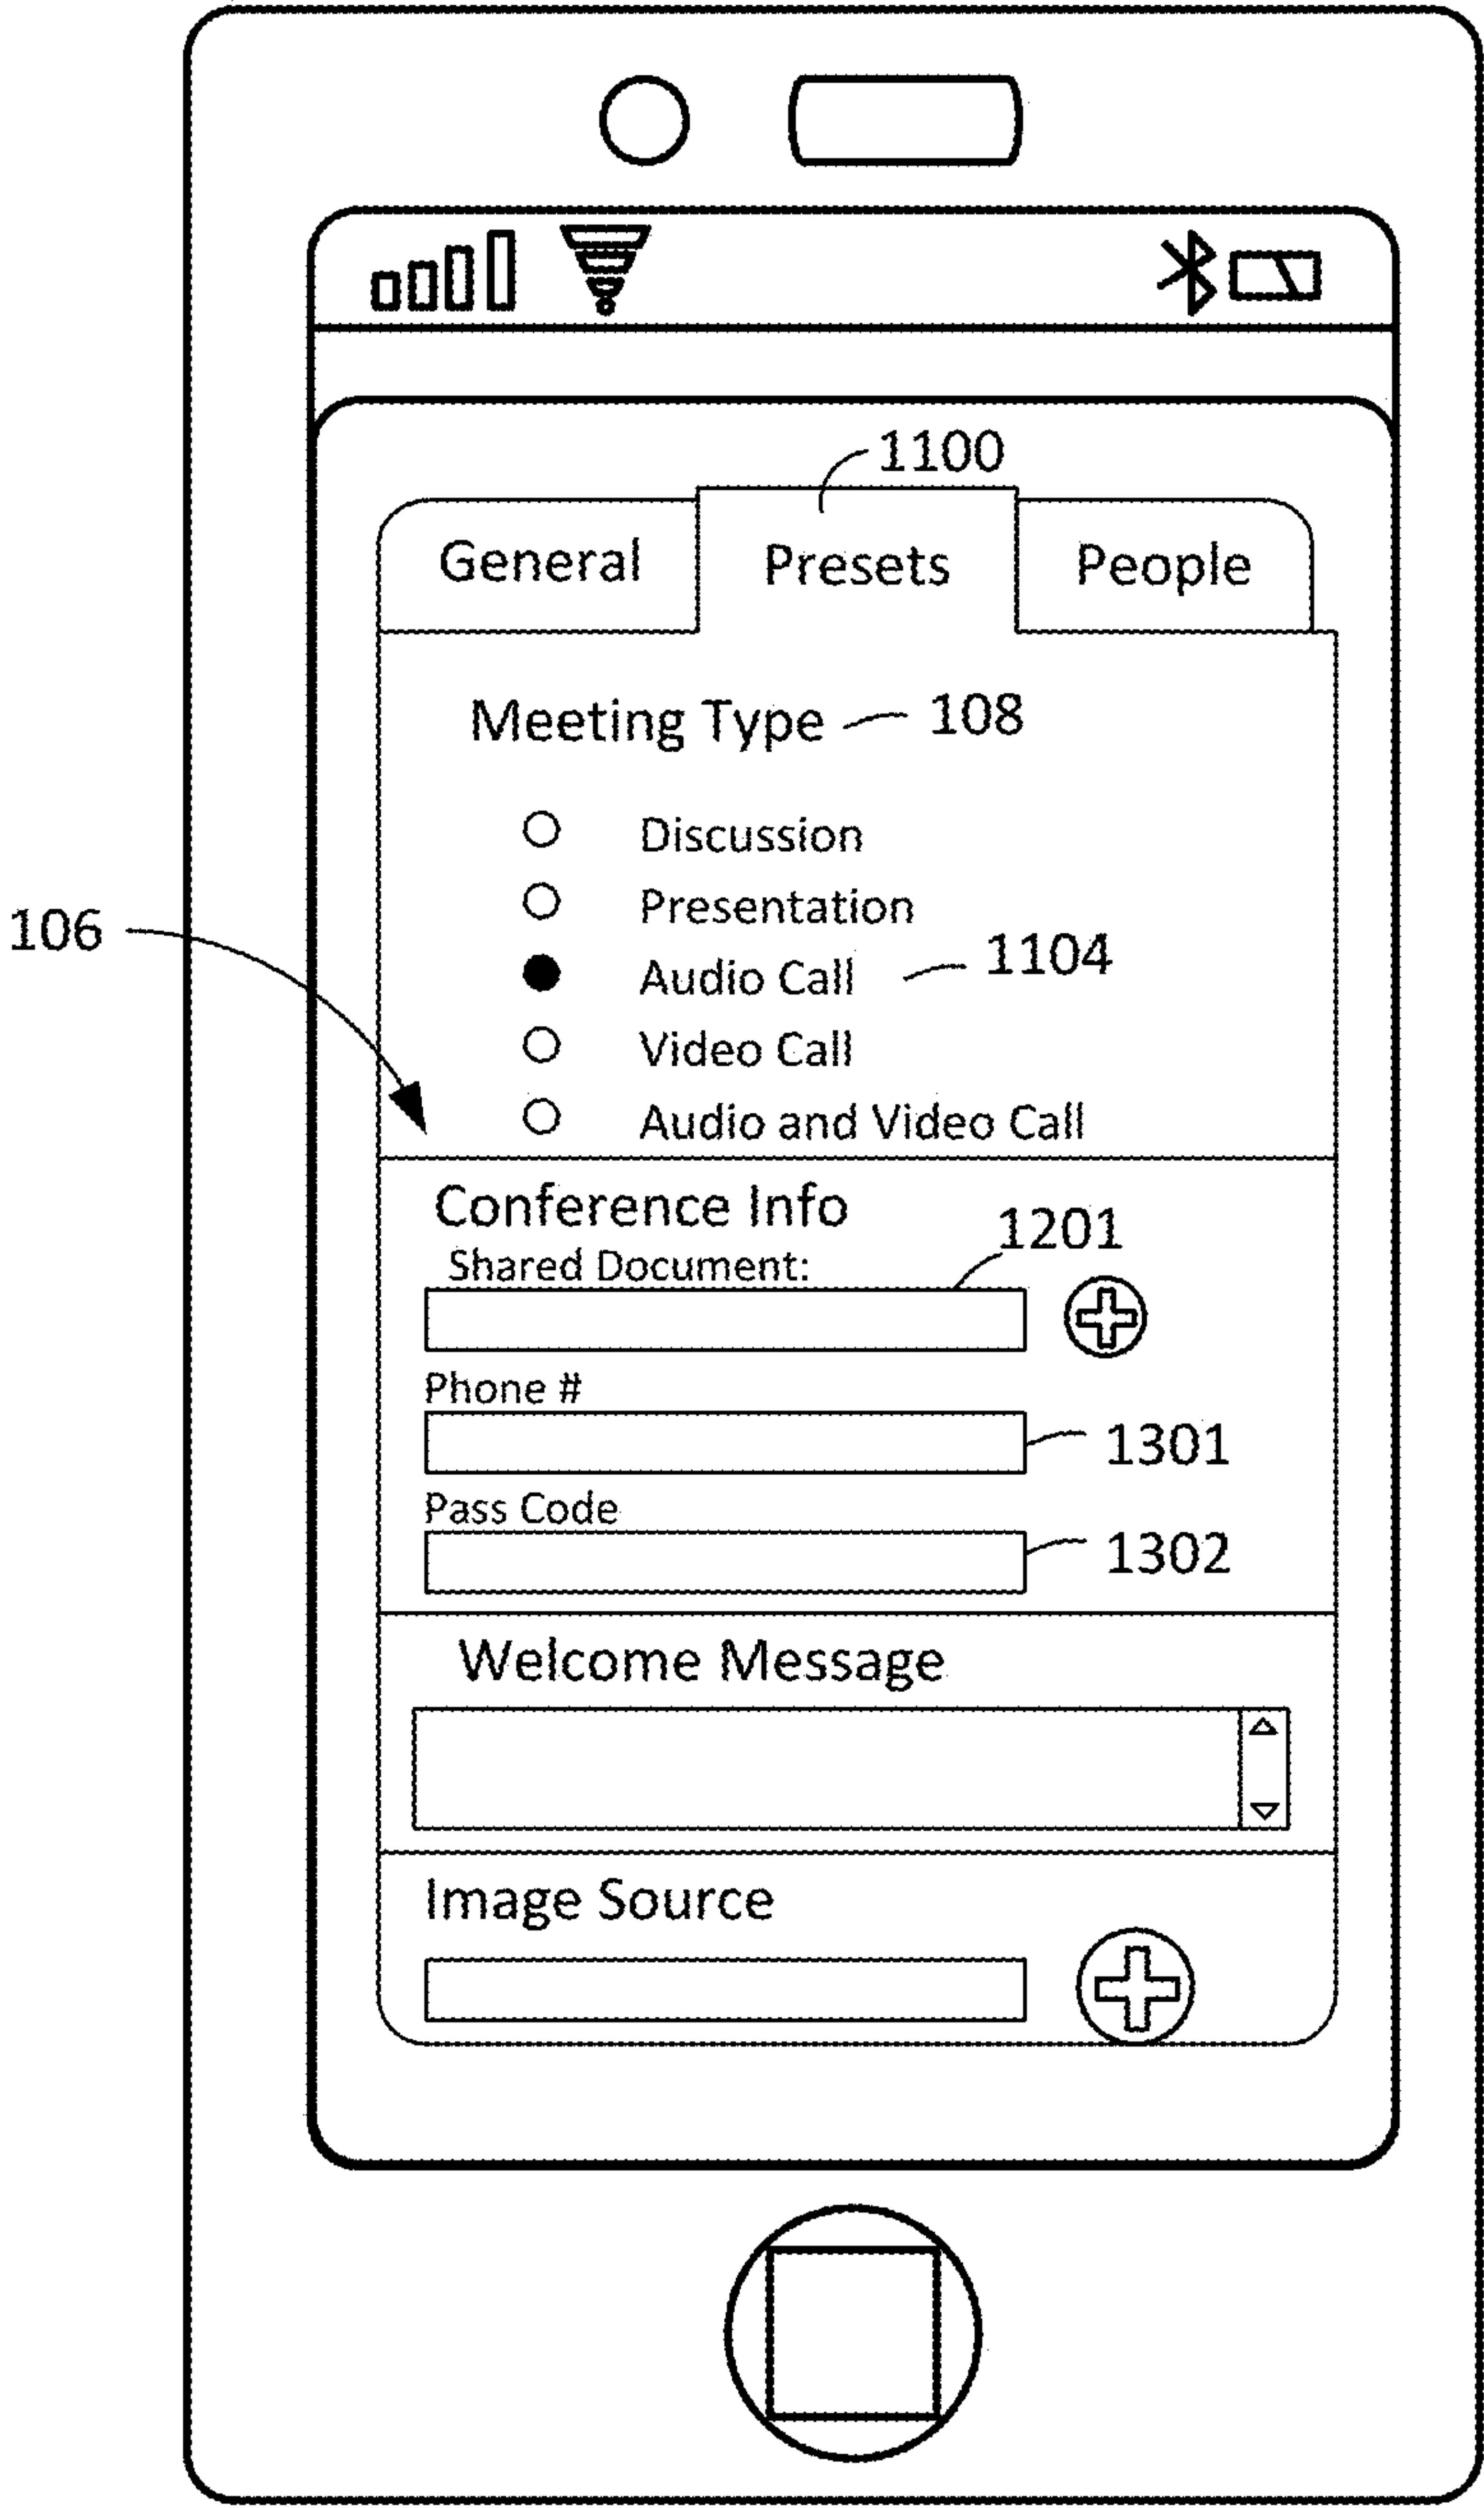 1100
General Presets People
Meeting Type 108
Discussion
Presentation
106
Audio Call 1104
Video Call
Audio and Video Call
Conference Info
1201
Shared Document:
Phone #
1301
Pass Code
1302
Welcome Message
Image Source